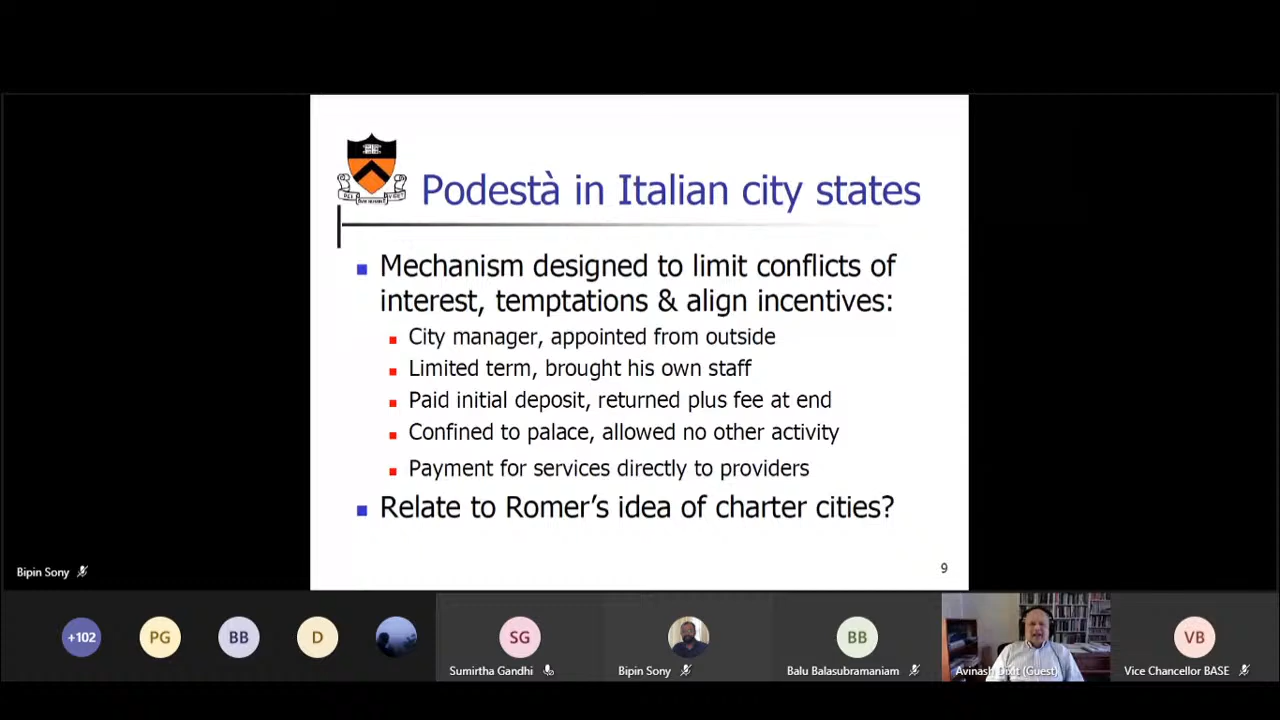 Podestà in Italian city states
Mechanism designed to limit conflicts of
interest, temptations & align incentives:
City manager, appointed from outside
Limited term, brought his own staff
Paid initial deposit, returned plus fee at end
Confined to palace, allowed no other activity
Payment for services directly to providers
Relate to Romer's idea of charter cities?
9
Bipin Sony
+102
PG
BB
D
SG
BB
VB
Sumirtha Gandhi
Bipin Sony
Balu Balasubramaniam
Avinash Dixit (Guest)
Vice Chancellor BASE